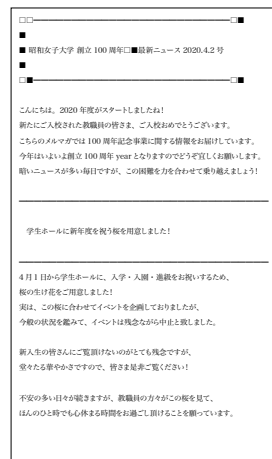 □□━━━━━━━━━━━━━━━━━━━━━━━━━□■
■
■ 昭和女子大学 創立 100 周年□■最新ニュース 2020.4.2 号
■
□■━━━━━━━━━━━━━━━━━━━━━━━━━□■
こんにちは。2020 年度がスタートしましたね!
新たにご入校された教職員の皆さま、ご入校おめでとうございます。
こちらのメルマガでは 100 周年記念事業に関する情報をお届けしています。
今年はいよいよ創立 100 周年 year となりますのでどうぞ宜しくお願いします。
暗いニュースが多い毎日ですが、この困難を力を合わせて乗り越えましょう!
学生ホールに新年度を祝う桜を用意しました!
4 月 1 日から学生ホールに、入学・入園・進級をお祝いするため、
桜の生け花をご用意しました!
実は、この桜に合わせてイベントを企画しておりましたが、
今般の状況を鑑みて、イベントは残念ながら中止と致しました。
新入生の皆さんにご覧頂けないのがとても残念ですが、
堂々たる華やかさですので、皆さま是非ご覧ください!
不安の多い日々が続きますが、教職員の方々がこの桜を見て、
ほんのひと時でも心休まる時間をお過ごし頂けることを願っています。